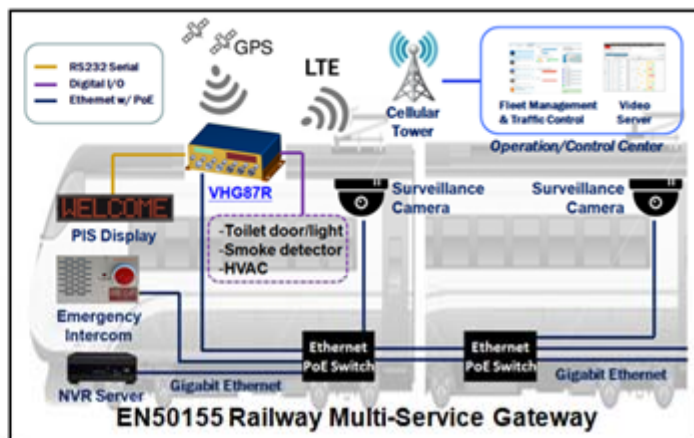 RS232 Serial
Digital I/O
Ethernet w/ PoE
GPS
LTE
Cellular
Tower
Fleet Management
& Traffic Control
Video
Server
Operation/Control Center
VHG87R
WELCOME
PIS Display
-Toilet door/light
-Smoke detector
-HVAC
Surveillance
Camera
Surveillance
Camera
Emergency
Intercom
Ethernet
PoE Switch
Ethernet
PoE Switch
NVR Server
Gigabit Ethernet
Gigabit Ethernet
EN50155 Railway Multi-Service Gateway